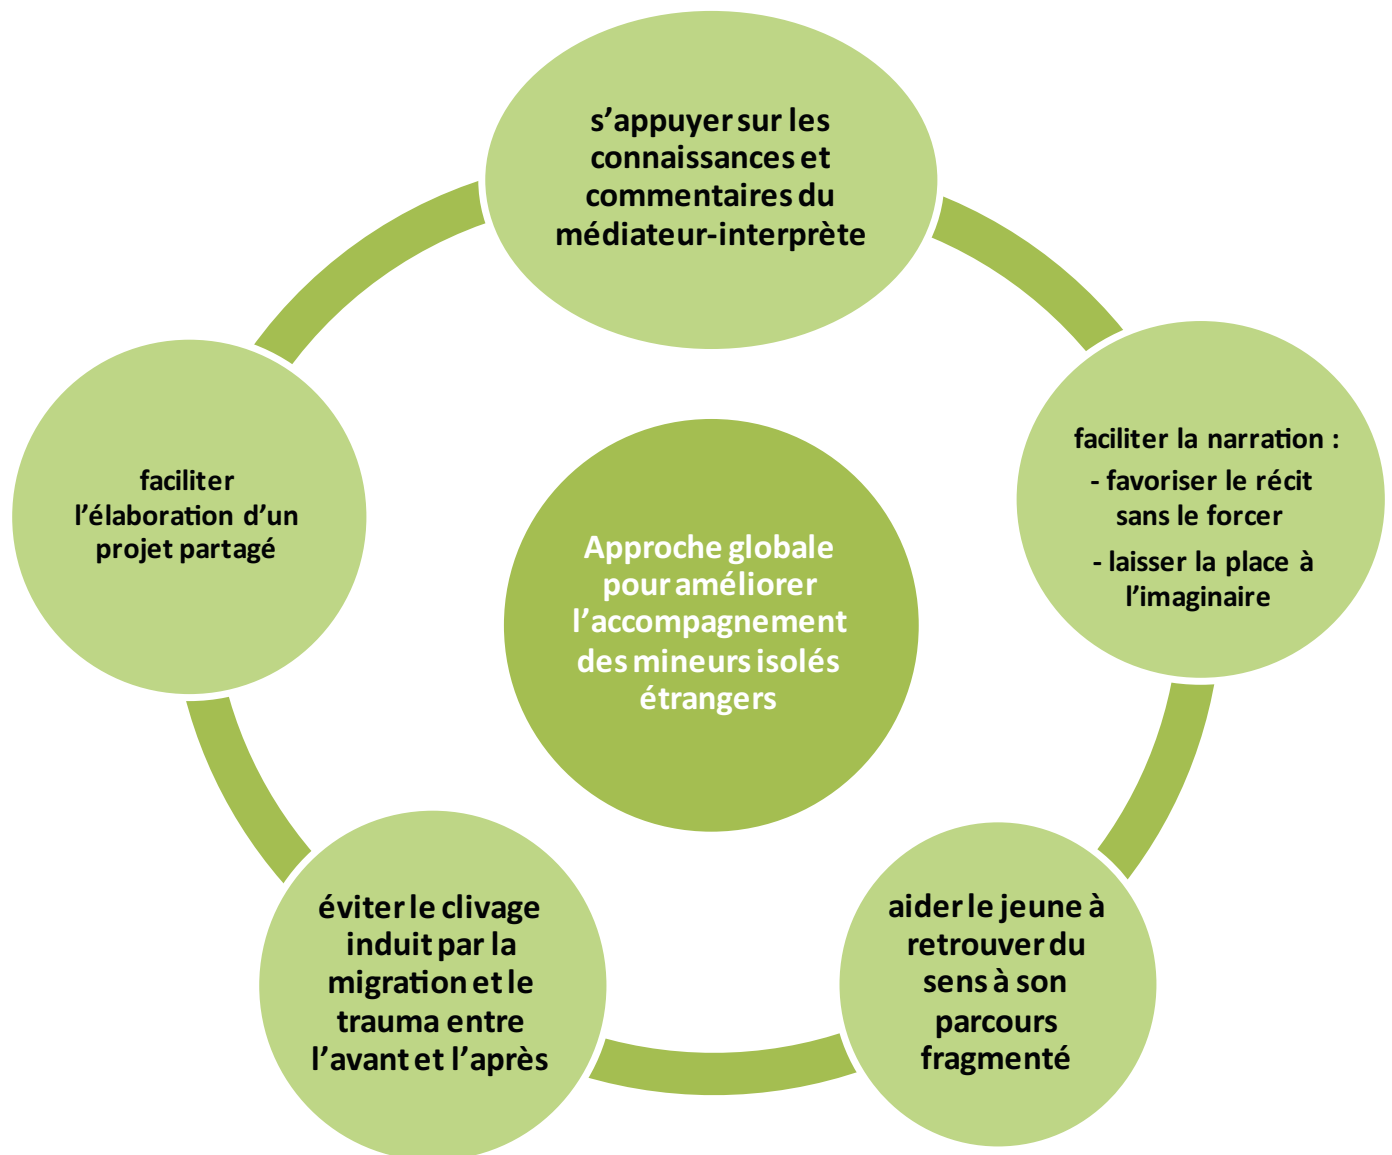 s’appuyer sur les
connaissances et
commentaires du
médiateur-interprète
faciliter la narration :
- favoriser le récit
sans le forcer
- laisser la place à
l’imaginaire
aider le jeune à
retrouver du
sens à son
parcours
fragmenté
éviter le clivage
induit par la
migration et le
trauma entre
l’avant et l’après
faciliter
l’élaboration d’un
projet partagé
Approche globale
pour améliorer
l’accompagnement
des mineurs isolés
étrangers